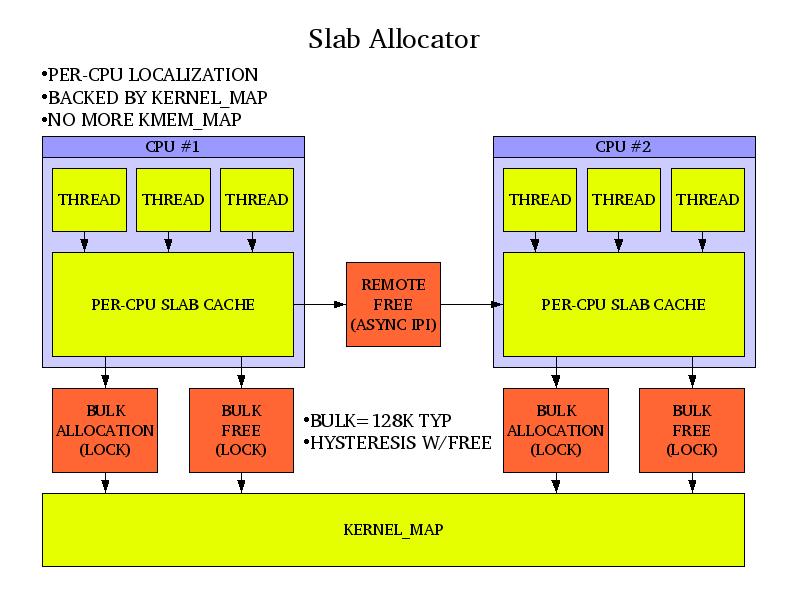 Slab Allocator
•PER-CPU LOCALIZATION
•BACKED BY KERNEL_MAP
•NO MORE KMEM_MAP
CPU #1
CPU #2
THREAD
THREAD
THREAD
THREAD
THREAD
THREAD
PER-CPU SLAB CACHE
REMOTE
FREE
(ASYNC IPI)
PER-CPU SLAB CACHE
BULK
ALLOCATION
(LOCK)
BULK
FREE
(LOCK)
•BULK=128K TYP
•HYSTERESIS W/FREE
BULK
ALLOCATION
(LOCK)
BULK
FREE
(LOCK)
KERNEL_MAP